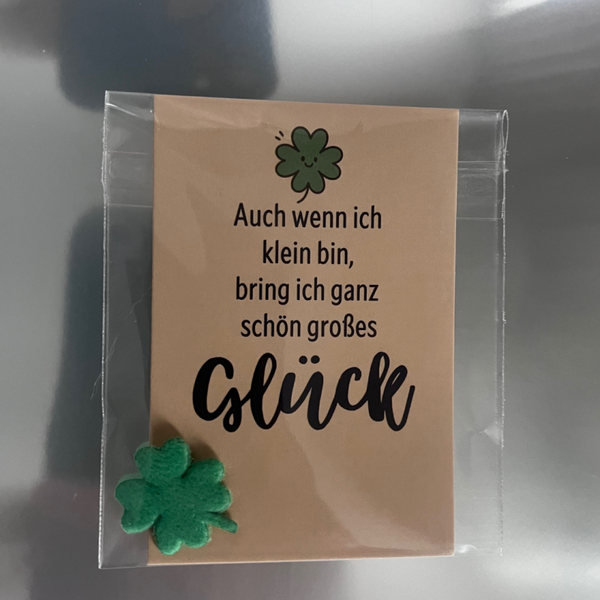 Auch wenn ich
klein bin,
bring ich ganz
schön großes
Glück